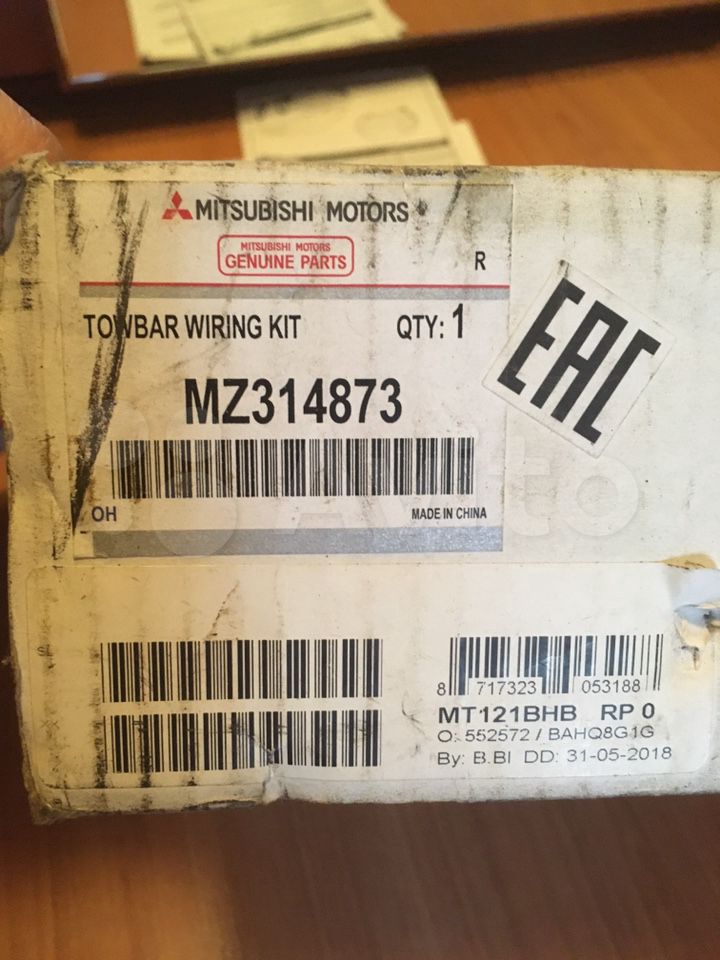 MITSUBISHI MOTORS
MITSUBISHI MOTORS
GENUINE PARTS
R
TOWBAR WIRING KIT QTY: 1
EAC
MZ314873
OH MADE IN CHINA
Avito
8 717323 053188
MT121BHB RP 0
O: 552572 / BAHQ8G1G
By: B.BI DD: 31-05-2018